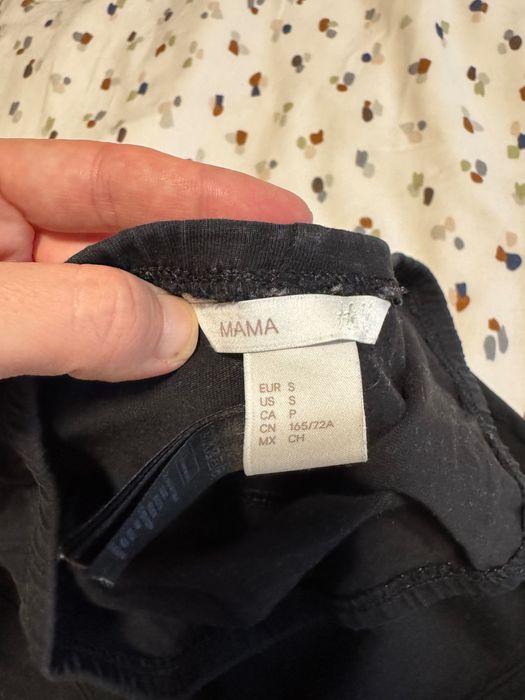 MAMA
EUR S
US S
CA P
CN 165/72A
MX CH